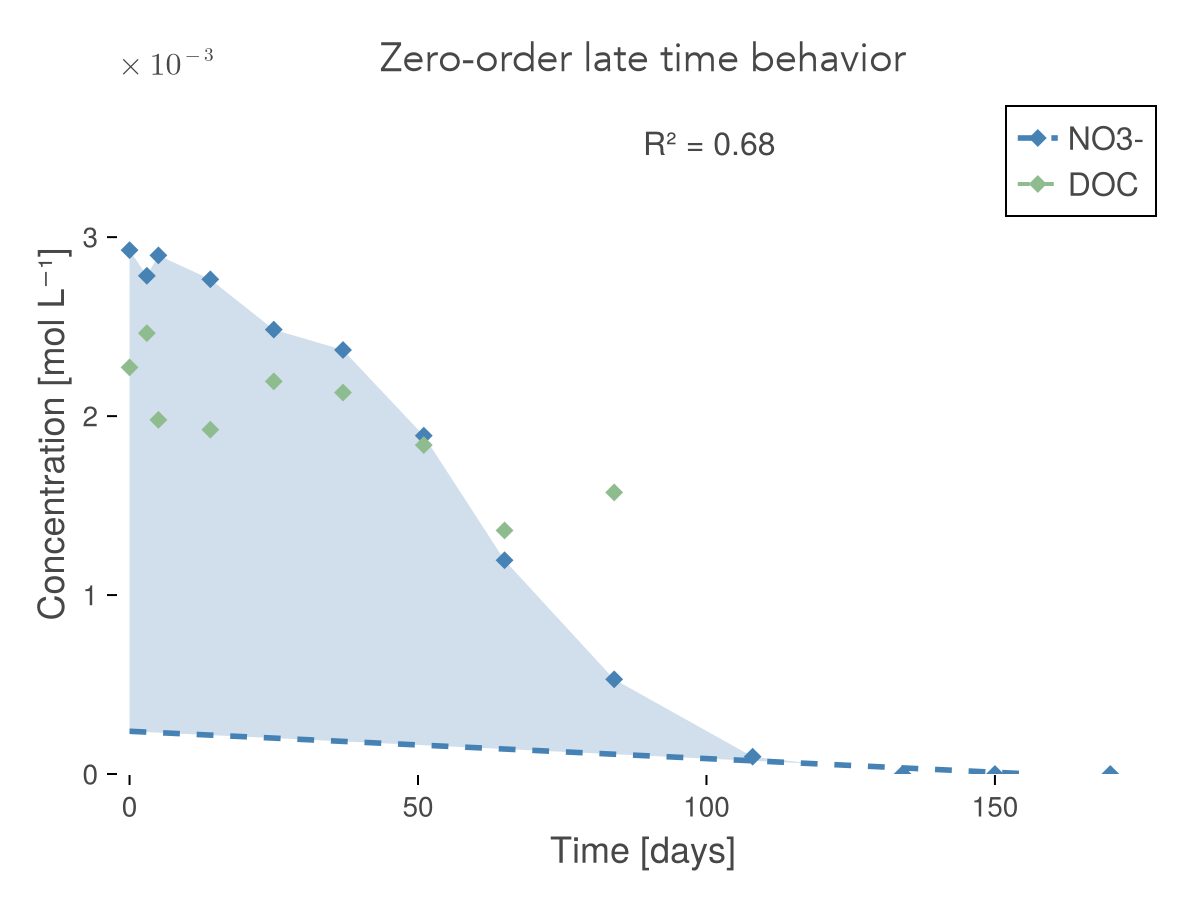 × 10⁻³
Zero-order late time behavior
R² = 0.68
NO3-
DOC
Concentration [mol L⁻¹]
3
2
1
0
0 50 100 150
Time [days]